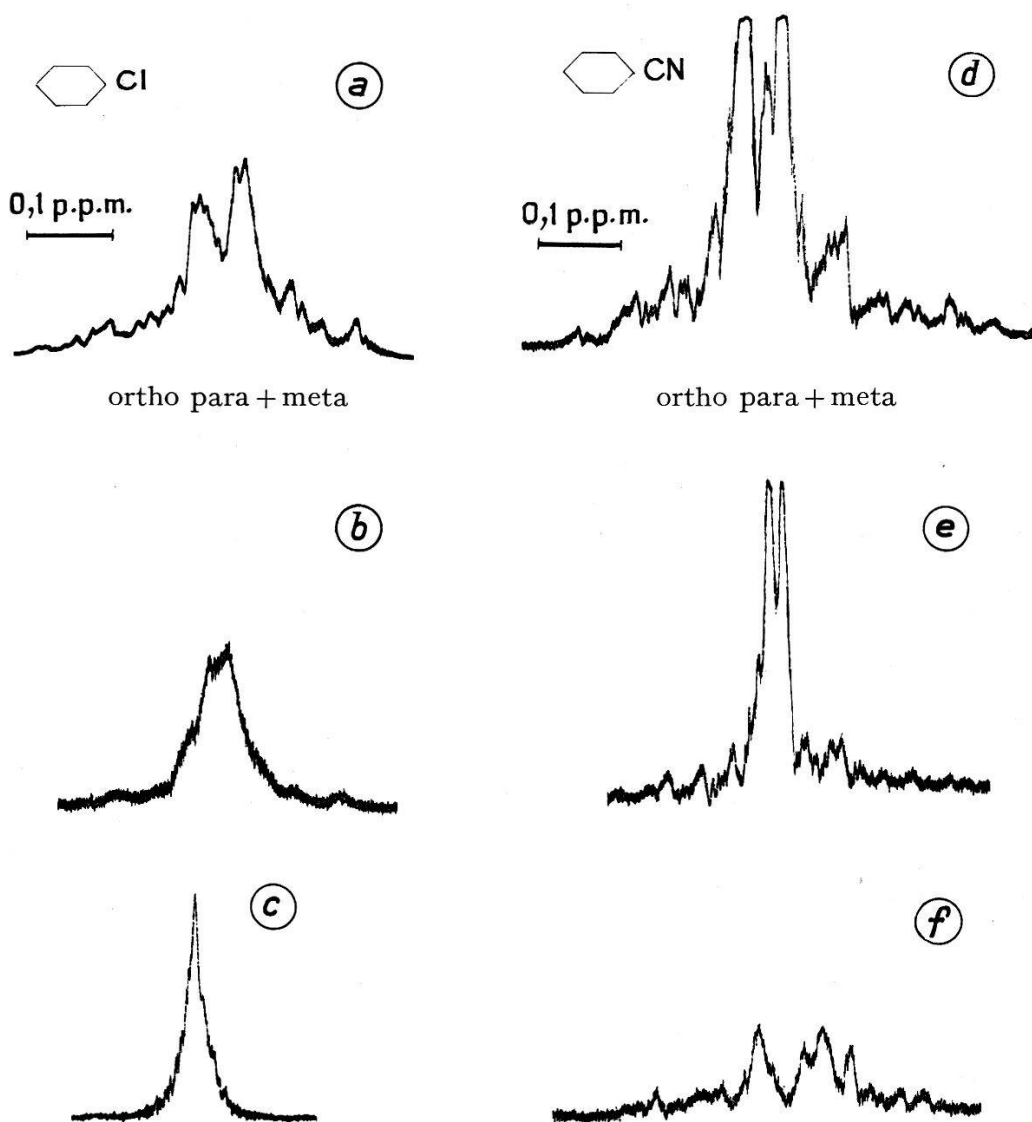 Cl
a
0,1 p.p.m.
ortho para + meta
CN
d
0,1 p.p.m.
ortho para + meta
b
e
c
f